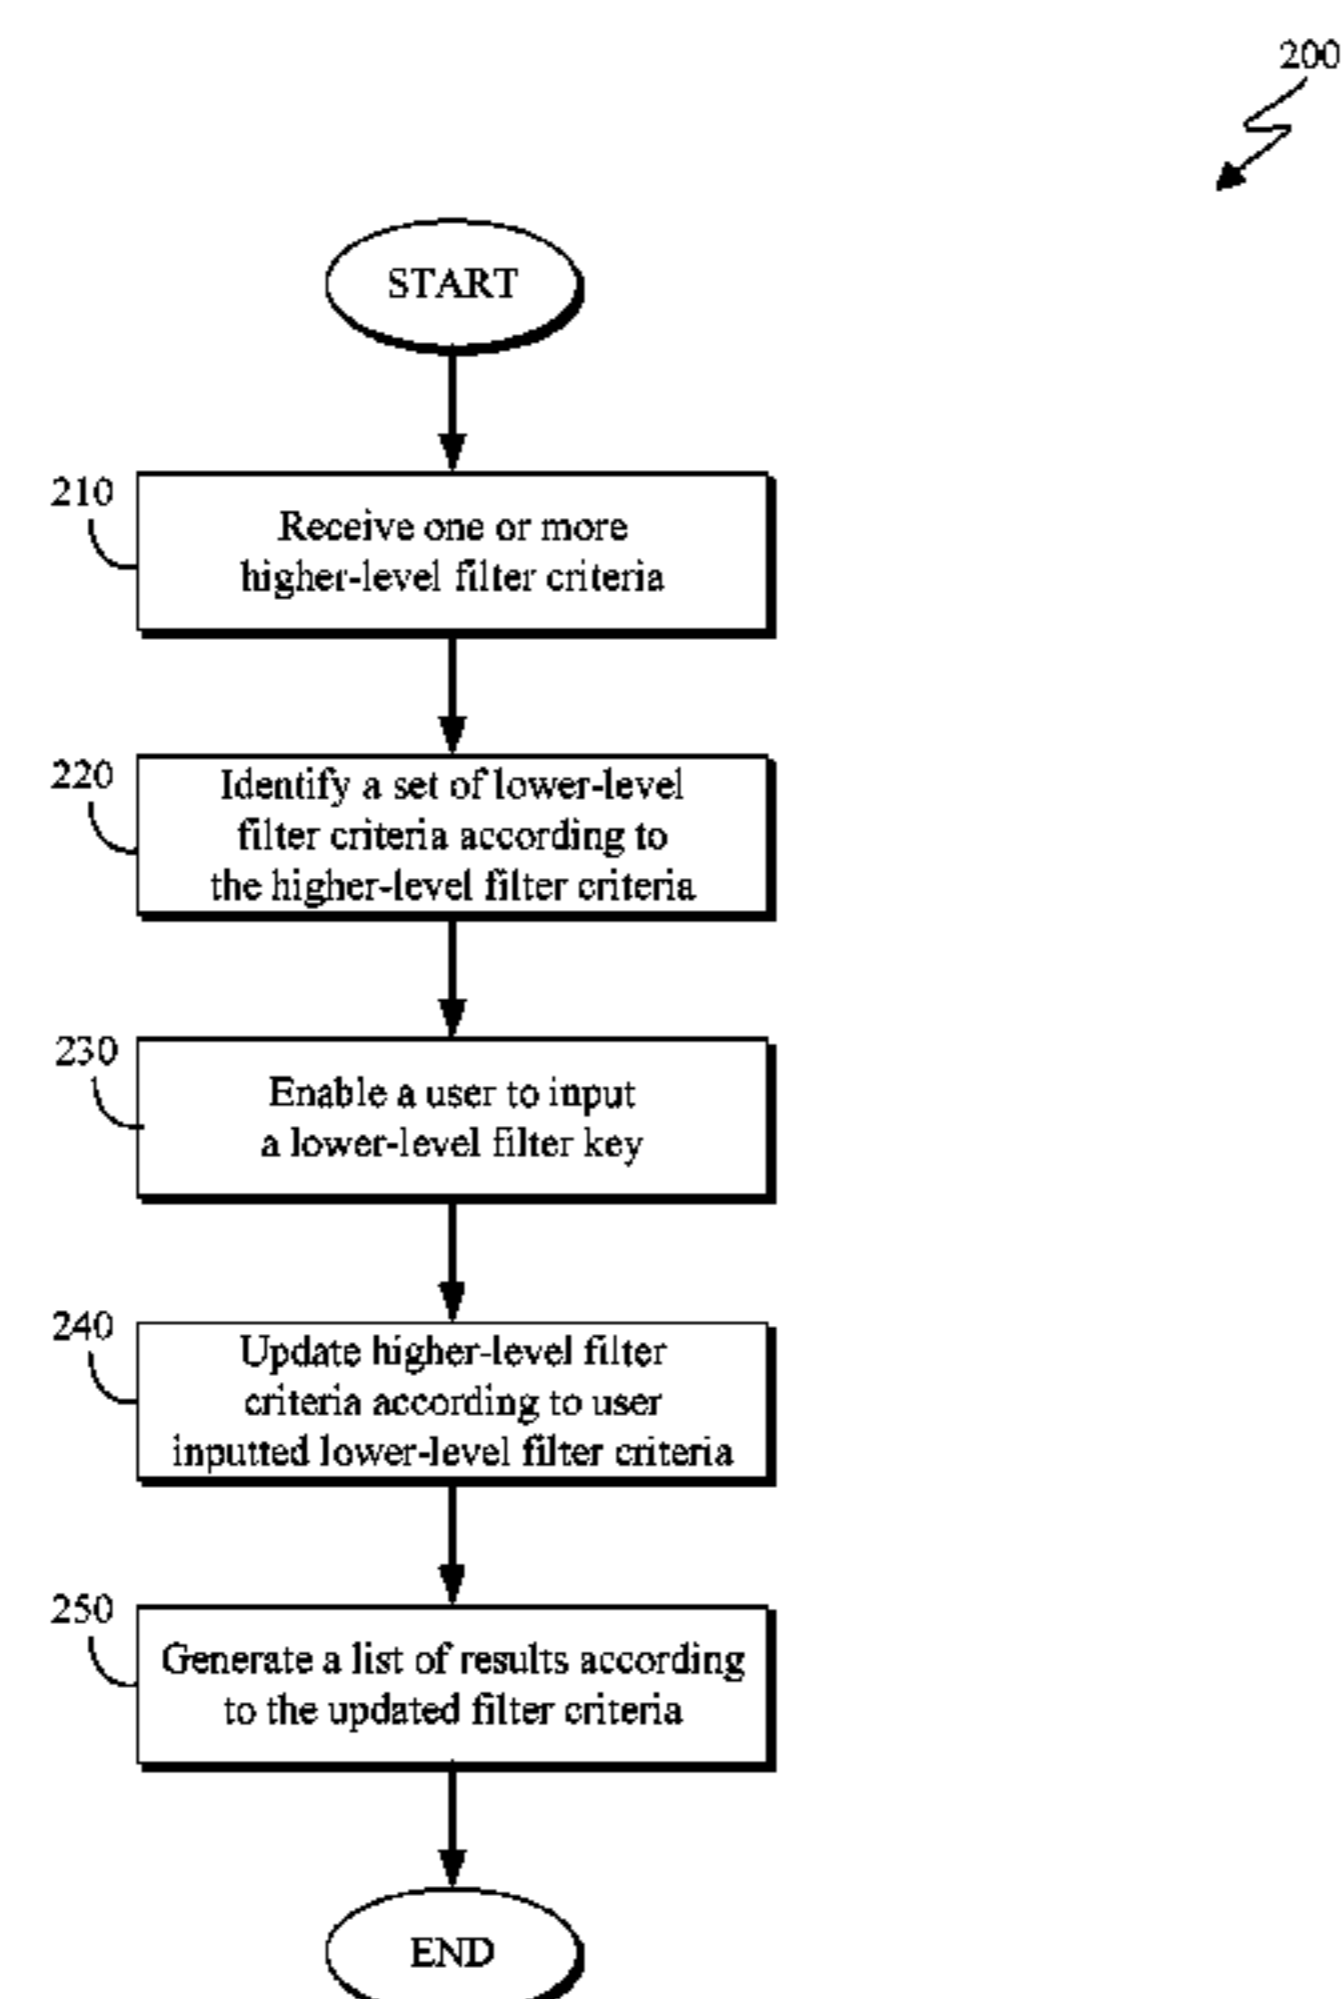 200
START
210
Receive one or more
higher-level filter criteria
220
Identify a set of lower-level
filter criteria according to
the higher-level filter criteria
230
Enable a user to input
a lower-level filter key
240
Update higher-level filter
criteria according to user
inputted lower-level filter criteria
250
Generate a list of results according
to the updated filter criteria
END